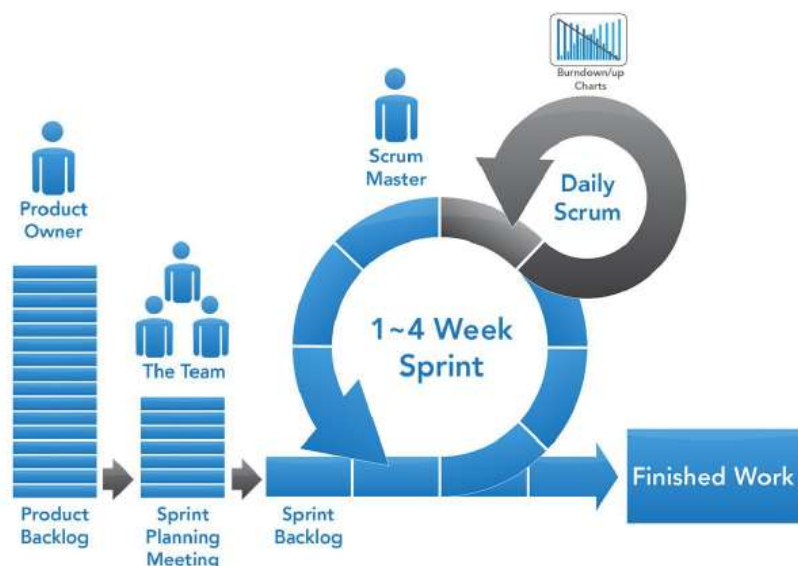 Burndown/up
Charts
Scrum
Master
Daily
Scrum
Product
Owner
The Team
1~4 Week
Sprint
Finished Work
Product
Backlog
Sprint
Planning
Meeting
Sprint
Backlog